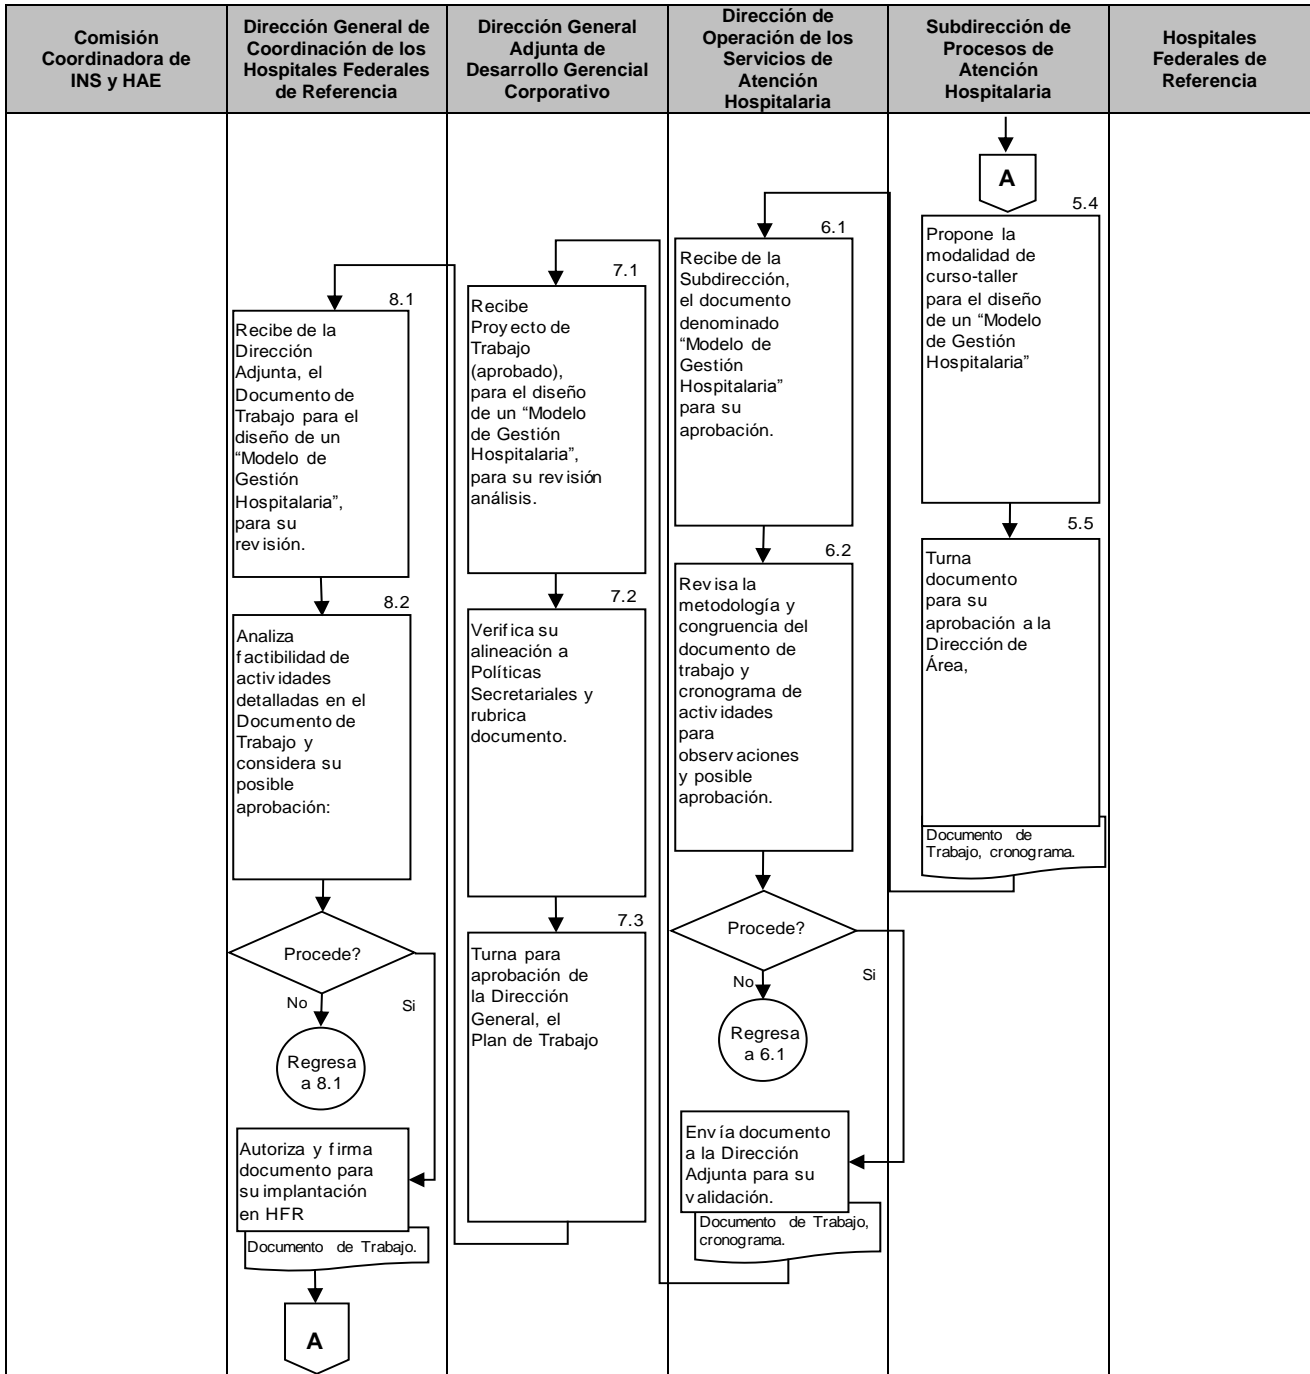 Comisión
Coordinadora de
INS y HAE
Dirección General de
Coordinación de los
Hospitales Federales
de Referencia
Dirección General
Adjunta de
Desarrollo Gerencial
Corporativo
Dirección de
Operación de los
Servicios de
Atención
Hospitalaria
Subdirección de
Procesos de
Atención
Hospitalaria
Hospitales
Federales de
Referencia
A
5.4
Propone la
modalidad de
curso-taller
para el diseño
de un “Modelo
de Gestión
Hospitalaria”
5.5
Turna
documento
para su
aprobación a la
Dirección de
Área,
Documento de
Trabajo, cronograma.
6.1
Recibe de la
Subdirección,
el documento
denominado
“Modelo de
Gestión
Hospitalaria”
para su
aprobación.
6.2
Revisa la
metodología y
congruencia del
documento de
trabajo y
cronograma de
actividades
para
observaciones
y posible
aprobación.
Procede?
No
Si
Regresa
a 6.1
Envía documento
a la Dirección
Adjunta para su
validación.
Documento de Trabajo,
cronograma.
7.1
Recibe
Proyecto de
Trabajo
(aprobado),
para el diseño
de un “Modelo
de Gestión
Hospitalaria”,
para su revisión
análisis.
7.2
Verifica su
alineación a
Políticas
Secretariales y
rubrica
documento.
7.3
Turna para
aprobación de
la Dirección
General, el
Plan de Trabajo
8.1
Recibe de la
Dirección
Adjunta, el
Documento de
Trabajo para el
diseño de un
“Modelo de
Gestión
Hospitalaria”,
para su
revisión.
8.2
Analiza
factibilidad de
actividades
detalladas en el
Documento de
Trabajo y
considera su
posible
aprobación:
Procede?
No
Si
Regresa
a 8.1
Autoriza y firma
documento para
su implantación
en HFR
Documento de Trabajo.
A